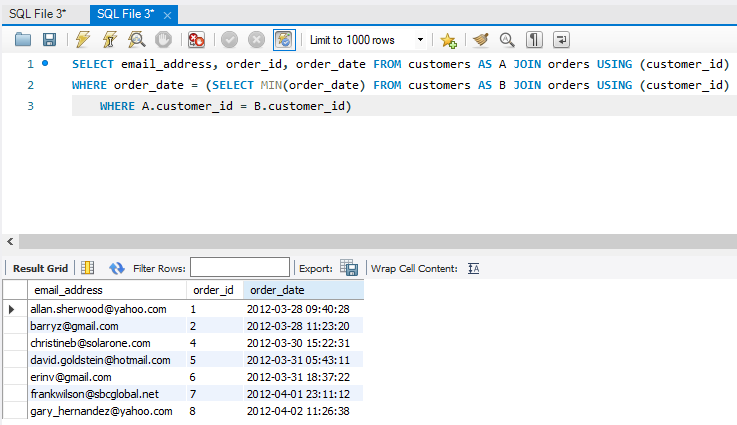 SQL File 3* SQL File 3*
Limit to 1000 rows
1 SELECT email_address, order_id, order_date FROM customers AS A JOIN orders USING (customer_id)
2 WHERE order_date = (SELECT MIN(order_date) FROM customers AS B JOIN orders USING (customer_id)
3 WHERE A.customer_id = B.customer_id)
Result Grid Filter Rows: Export: Wrap Cell Content:
email_address order_id order_date
allan.sherwood@yahoo.com 1 2012-03-28 09:40:28
barryz@gmail.com 2 2012-03-28 11:23:20
christineb@solarone.com 4 2012-03-30 15:22:31
david.goldstein@hotmail.com 5 2012-03-31 05:43:11
erinv@gmail.com 6 2012-03-31 18:37:22
frankwilson@sbcglobal.net 7 2012-04-01 23:11:12
gary_hernandez@yahoo.com 8 2012-04-02 11:26:38